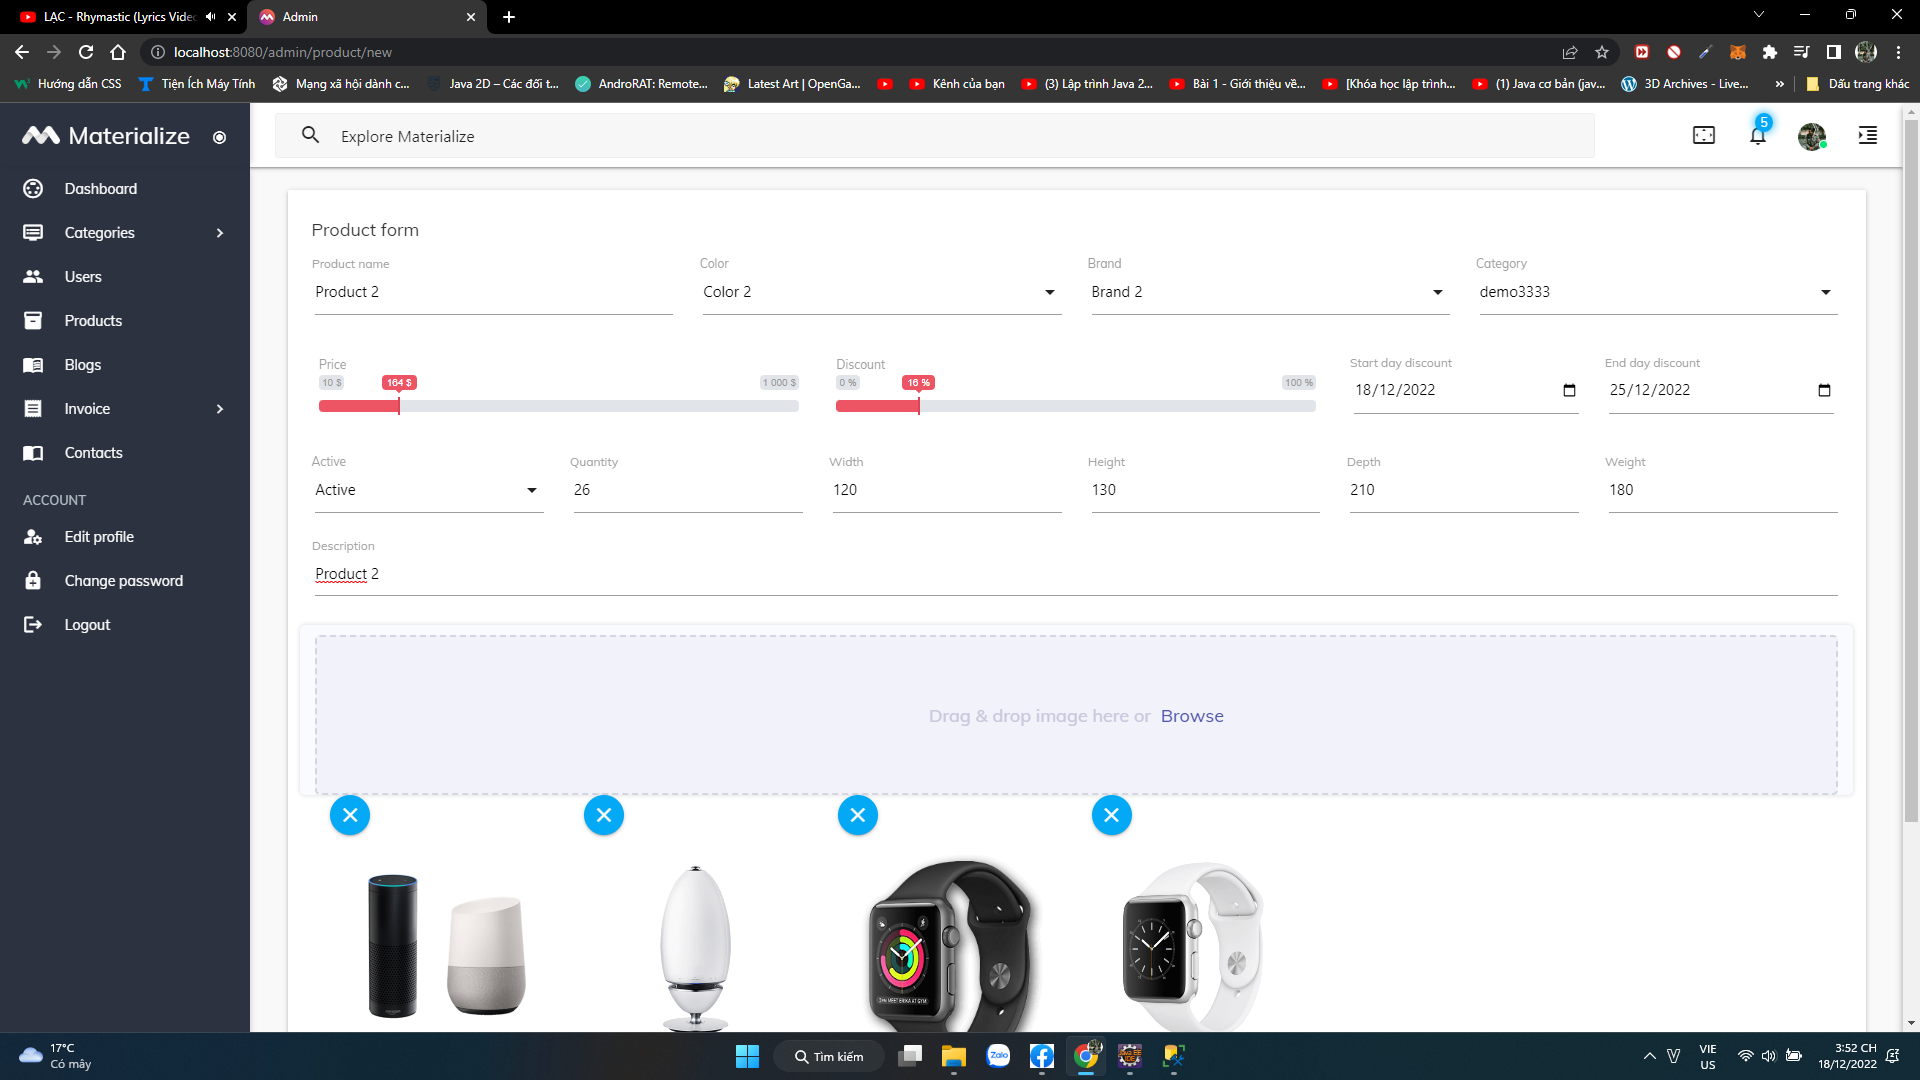 LẠC - Rhymastic (Lyrics Vide
Admin
localhost:8080/admin/product/new
Hướng dẫn CSS
Tiện Ích Máy Tính
Mạng xã hội dành c...
Java 2D – Các đối t...
AndroRAT: Remote...
Latest Art | OpenGa...
Kênh của bạn
(3) Lập trình Java 2...
Bài 1 - Giới thiệu về...
[Khóa học lập trình...
(1) Java cơ bản (jav...
3D Archives - Live...
»
Dấu trang khác
Materialize
Explore Materialize
5
Dashboard
Categories
Users
Products
Blogs
Invoice
Contacts
ACCOUNT
Edit profile
Change password
Logout
Product form
Product name
Color
Brand
Category
Product 2
Color 2
Brand 2
demo3333
Price
Discount
Start day discount
End day discount
10 $
164 $
1 000 $
0 %
16 %
100 %
18/12/2022
25/12/2022
Active
Quantity
Width
Height
Depth
Weight
Active
26
120
130
210
180
Description
Product 2
Drag & drop image here or Browse
17°C
Có mây
Tìm kiếm
Zalo
VIE
US
3:52 CH
18/12/2022